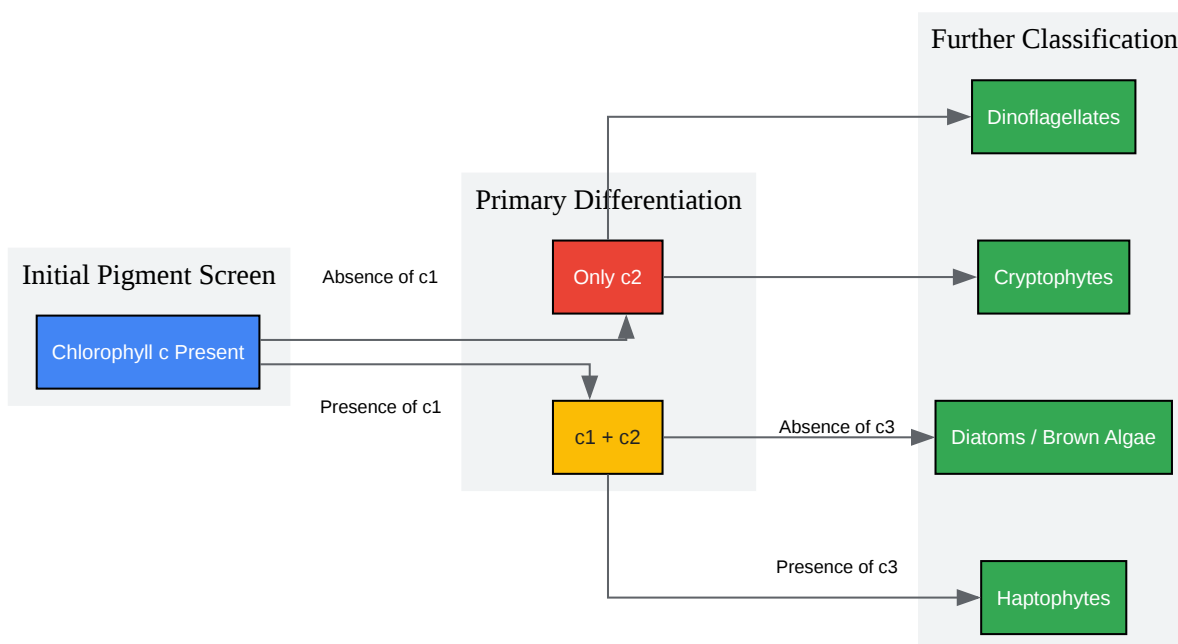 Further Classification
Dinoflagellates
Primary Differentiation
Initial Pigment Screen
Absence of c1
Only c2
Cryptophytes
Chlorophyll c Present
Presence of c1
c1 + c2
Absence of c3
Diatoms / Brown Algae
Presence of c3
Haptophytes